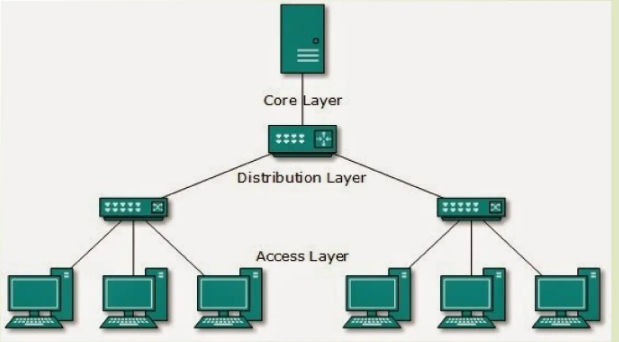 Core Layer
Distribution Layer
Access Layer